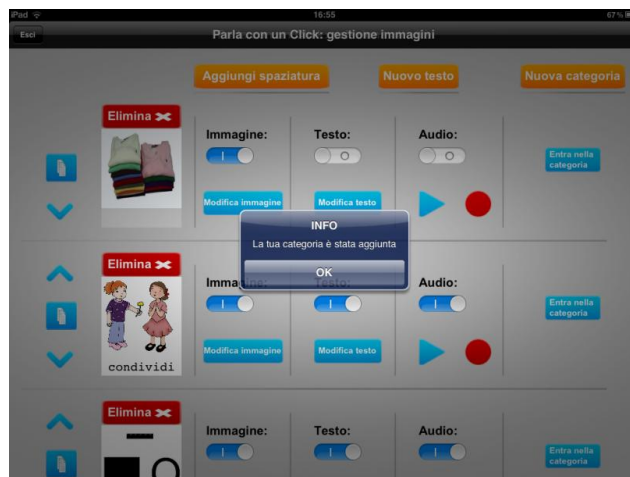 iPad 16:55 67%
Esci Parla con un Click: gestione immagini
Aggiungi spaziatura Nuovo testo Nuova categoria
Elimina
Immagine: Testo: Audio:
Entra nella
categoria
Modifica immagine Modifica testo
INFO
La tua categoria è stata aggiunta
OK
Elimina
Immagine: Testo: Audio:
Entra nella
categoria
Modifica immagine Modifica testo
condividi
Elimina
Immagine: Testo: Audio:
Entra nella
categoria